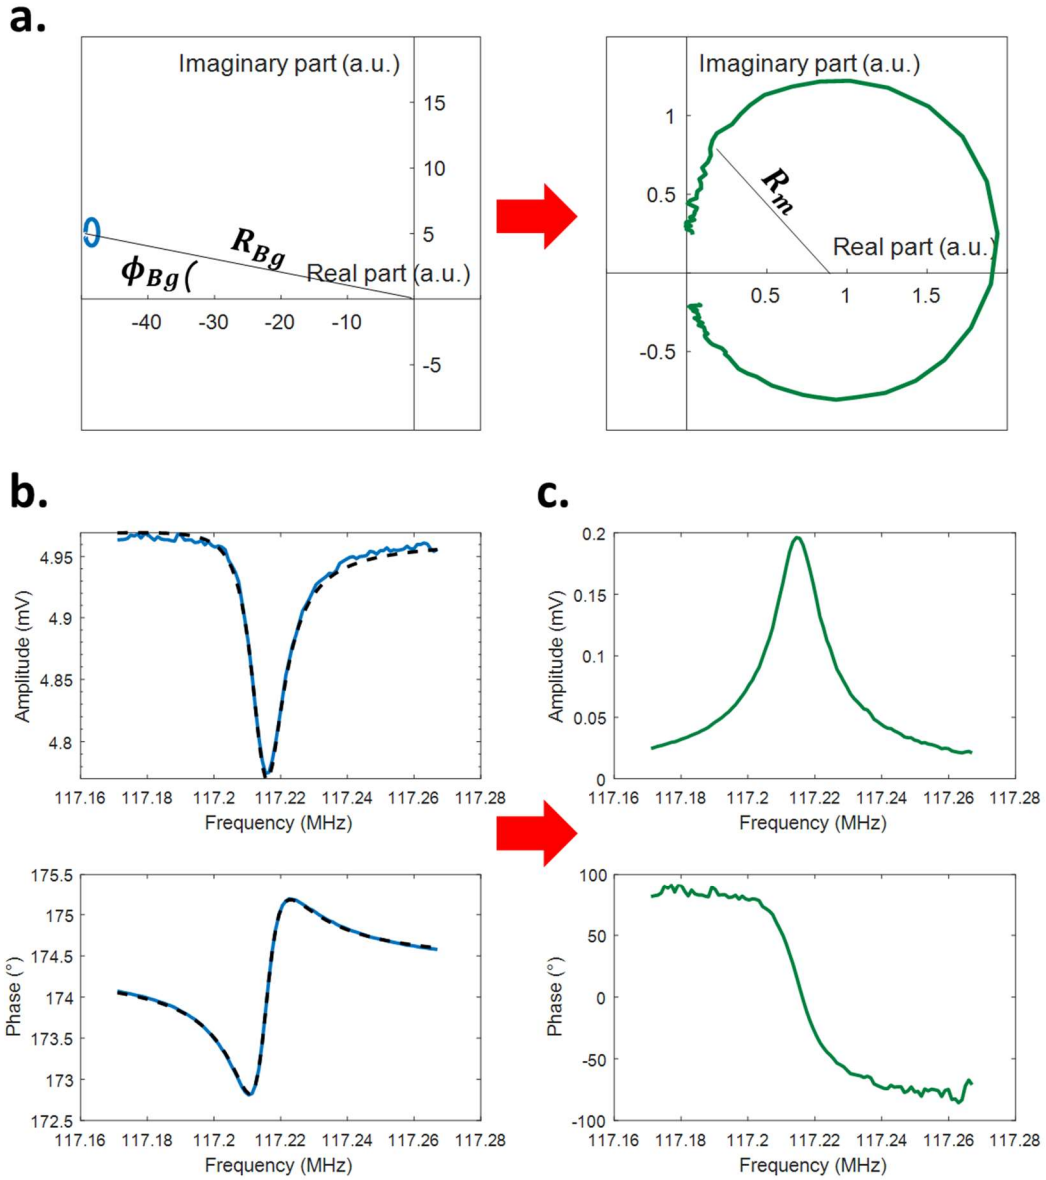 a.
Imaginary part (a.u.)
15
10
5
R_Bg
ϕ_Bg(
Real part (a.u.)
-40 -30 -20 -10
-5
Imaginary part (a.u.)
1
R_m
0.5
Real part (a.u.)
0.5 1 1.5
-0.5
b.
4.95
4.9
4.85
4.8
Amplitude (mV)
117.16 117.18 117.2 117.22 117.24 117.26 117.28
Frequency (MHz)
175.5
175
174.5
174
173.5
173
172.5
Phase (°)
117.16 117.18 117.2 117.22 117.24 117.26 117.28
Frequency (MHz)
c.
0.2
0.15
0.1
0.05
0
Amplitude (mV)
117.16 117.18 117.2 117.22 117.24 117.26 117.28
Frequency (MHz)
100
50
0
-50
-100
Phase (°)
117.16 117.18 117.2 117.22 117.24 117.26 117.28
Frequency (MHz)